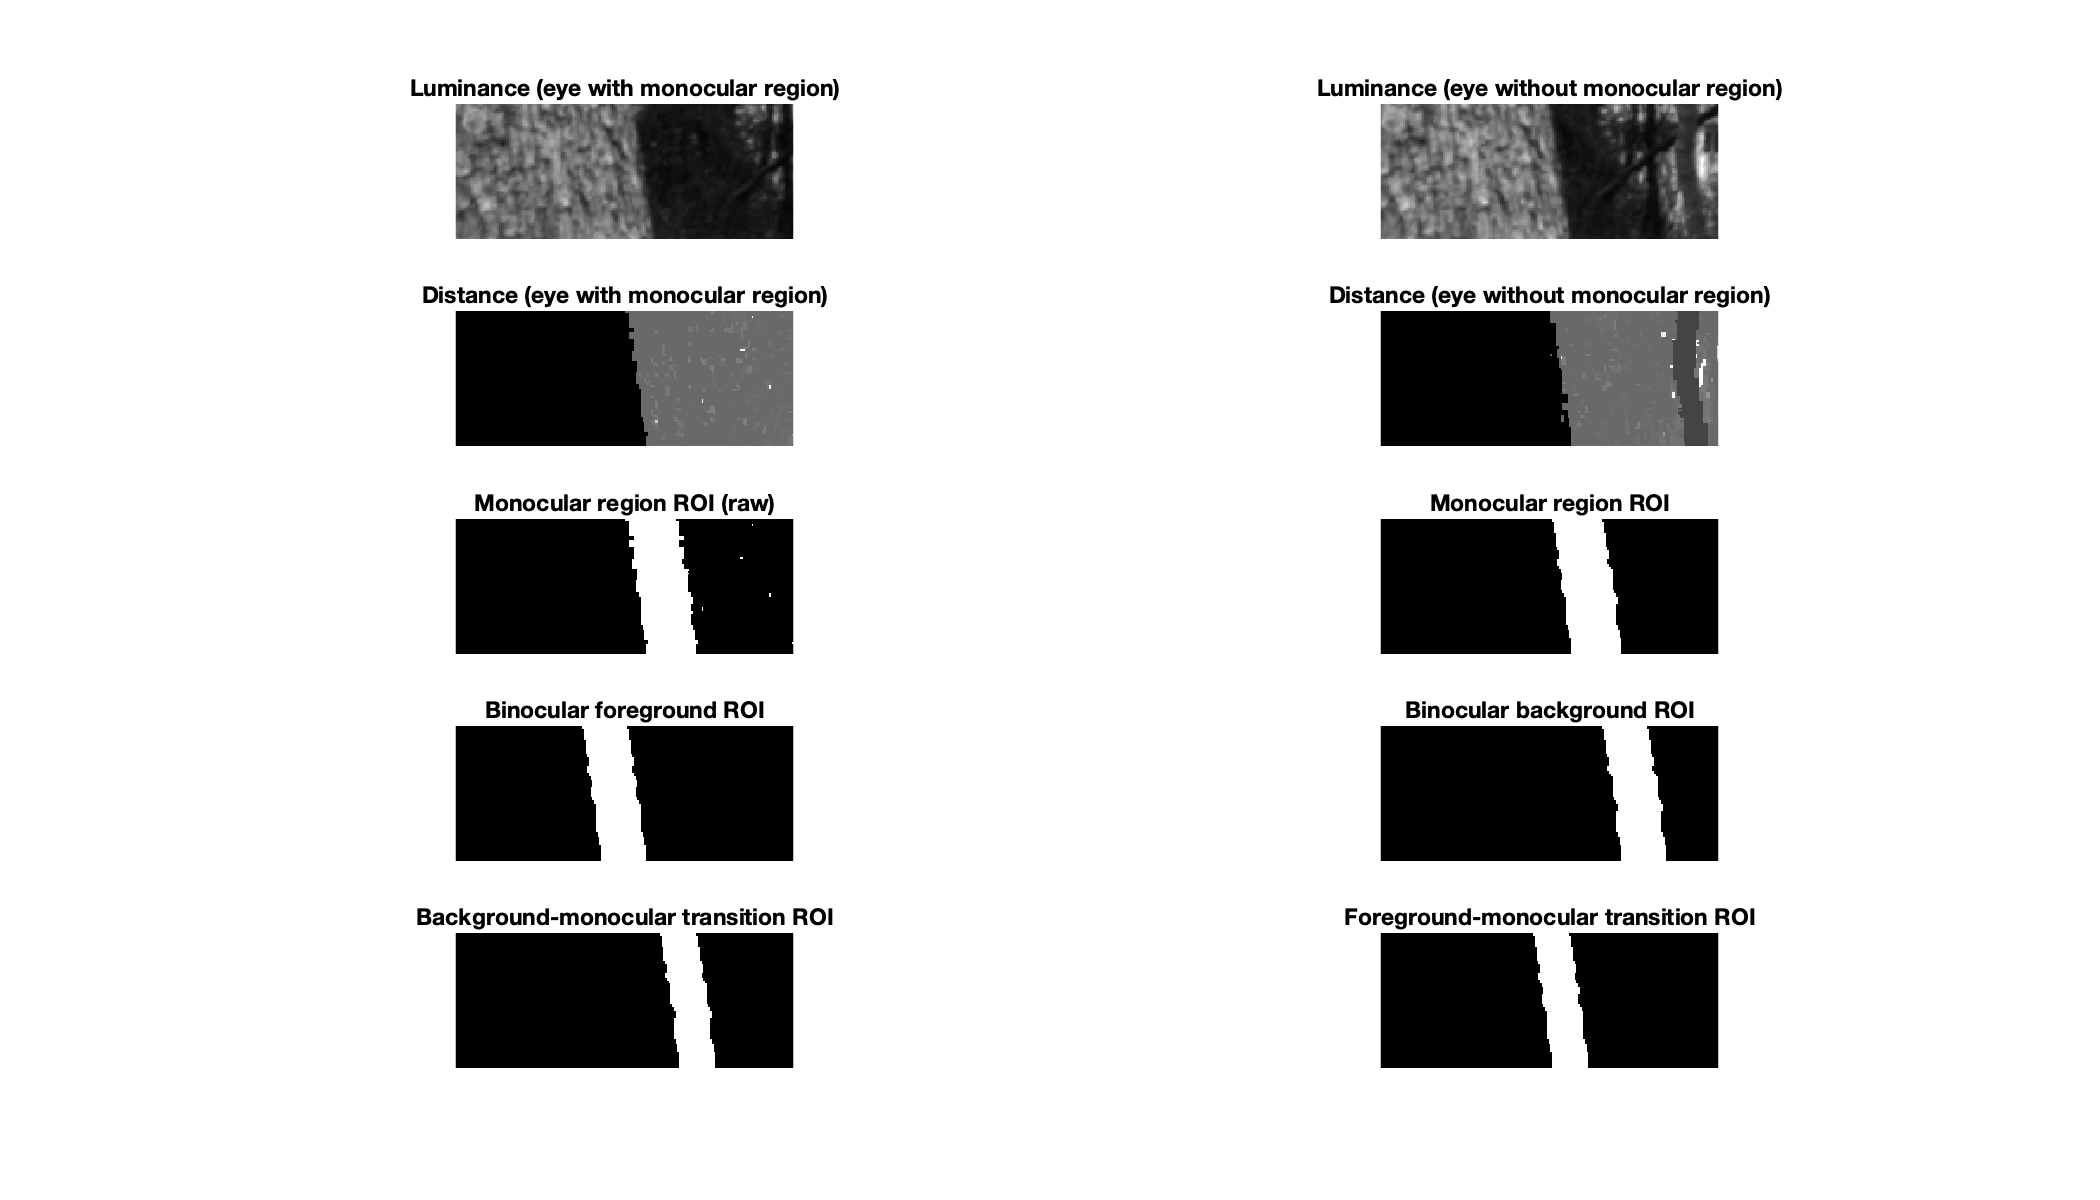 Luminance (eye with monocular region)
Luminance (eye without monocular region)
Distance (eye with monocular region)
Distance (eye without monocular region)
Monocular region ROI (raw)
Monocular region ROI
Binocular foreground ROI
Binocular background ROI
Background-monocular transition ROI
Foreground-monocular transition ROI